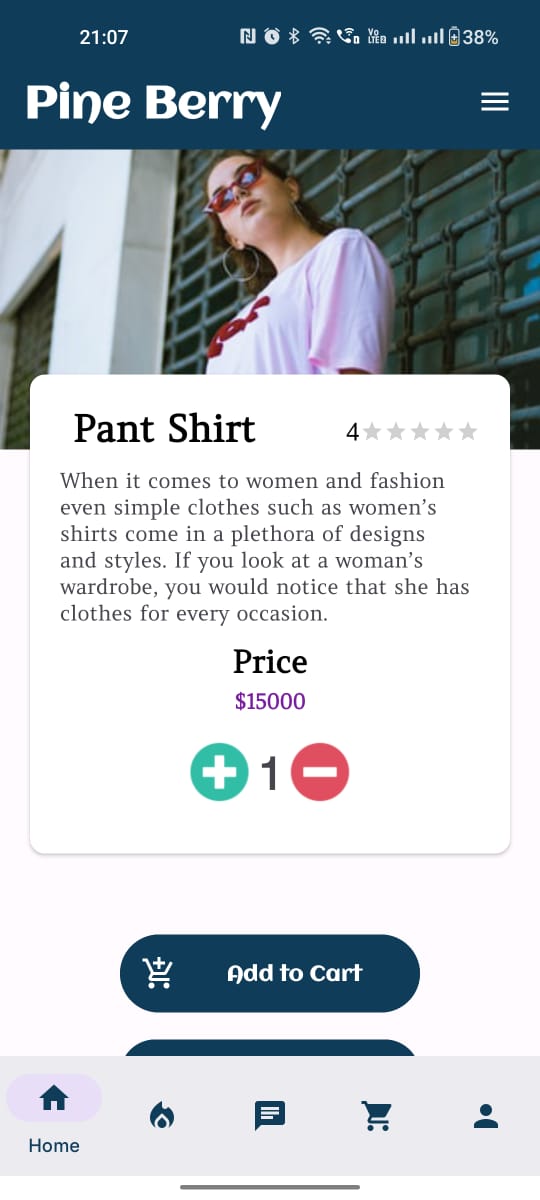 21:07
38%
Pine Berry
Pant Shirt
4
When it comes to women and fashion
even simple clothes such as women’s
shirts come in a plethora of designs
and styles. If you look at a woman’s
wardrobe, you would notice that she has
clothes for every occasion.
Price
$15000
1
Add to Cart
Home